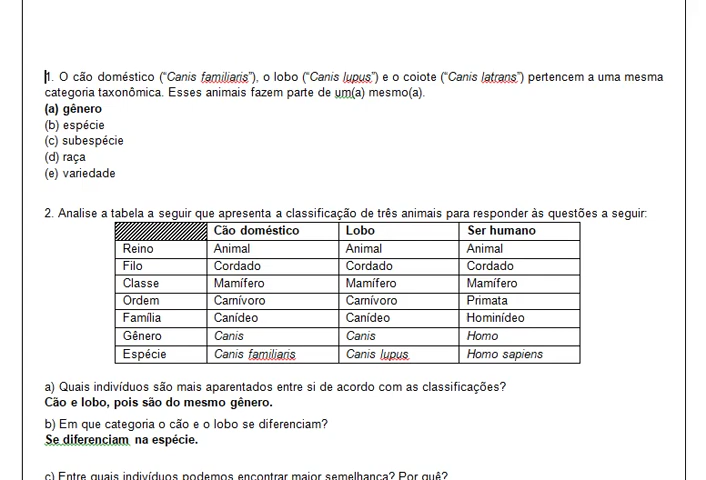 1. O cão doméstico (“Canis familiaris”), o lobo (“Canis lupus”) e o coiote (“Canis latrans”) pertencem a uma mesma
categoria taxonômica. Esses animais fazem parte de um(a) mesmo(a).
(a) gênero
(b) espécie
(c) subespécie
(d) raça
(e) variedade
2. Analise a tabela a seguir que apresenta a classificação de três animais para responder às questões a seguir:
Cão doméstico Lobo Ser humano
Reino Animal Animal Animal
Filo Cordado Cordado Cordado
Classe Mamífero Mamífero Mamífero
Ordem Carnívoro Carnívoro Primata
Família Canídeo Canídeo Hominídeo
Gênero Canis Canis Homo
Espécie Canis familiaris Canis lupus Homo sapiens
a) Quais indivíduos são mais aparentados entre si de acordo com as classificações?
Cão e lobo, pois são do mesmo gênero.
b) Em que categoria o cão e o lobo se diferenciam?
Se diferenciam na espécie.
c) Entre quais indivíduos podemos encontrar maior semelhança? Por quê?